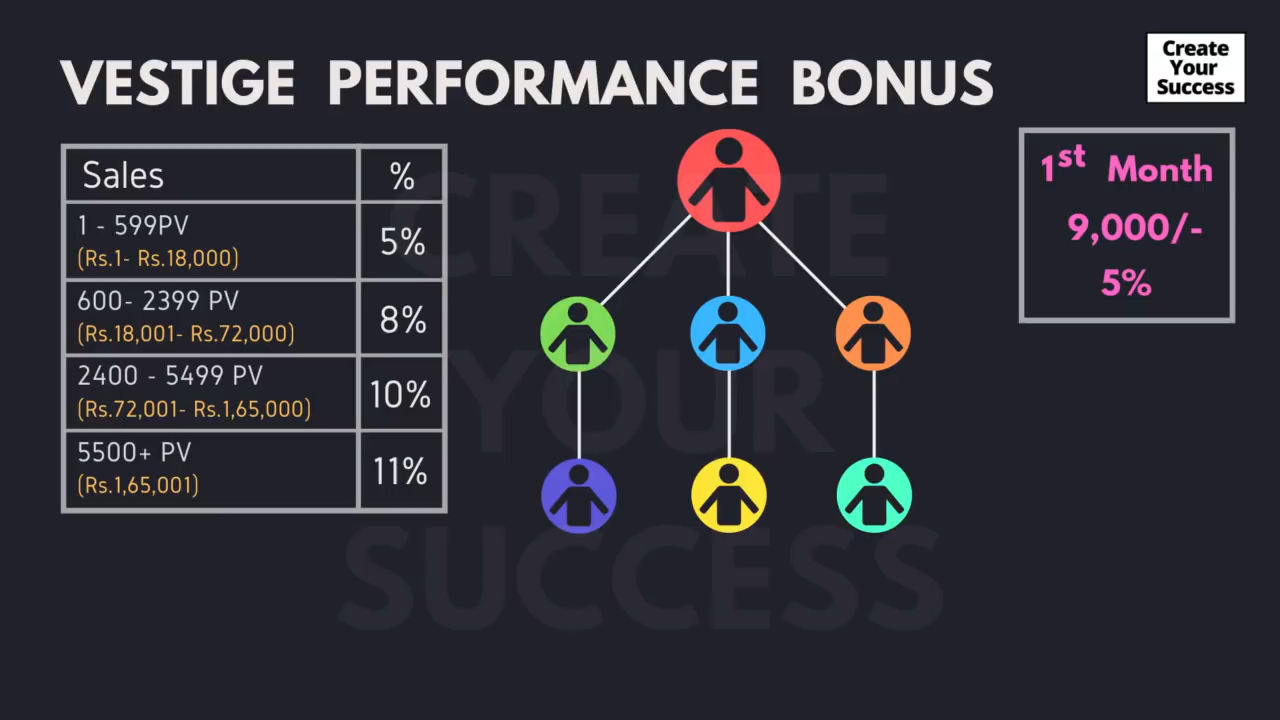 VESTIGE PERFORMANCE BONUS
Create
Your
Success
Sales %
1 - 599PV
(Rs.1- Rs.18,000)
5%
600- 2399 PV
(Rs.18,001- Rs.72,000)
8%
2400 - 5499 PV
(Rs.72,001- Rs.1,65,000)
10%
5500+ PV
(Rs.1,65,001)
11%
1st Month
9,000/-
5%
CREATE
YOUR
SUCCESS